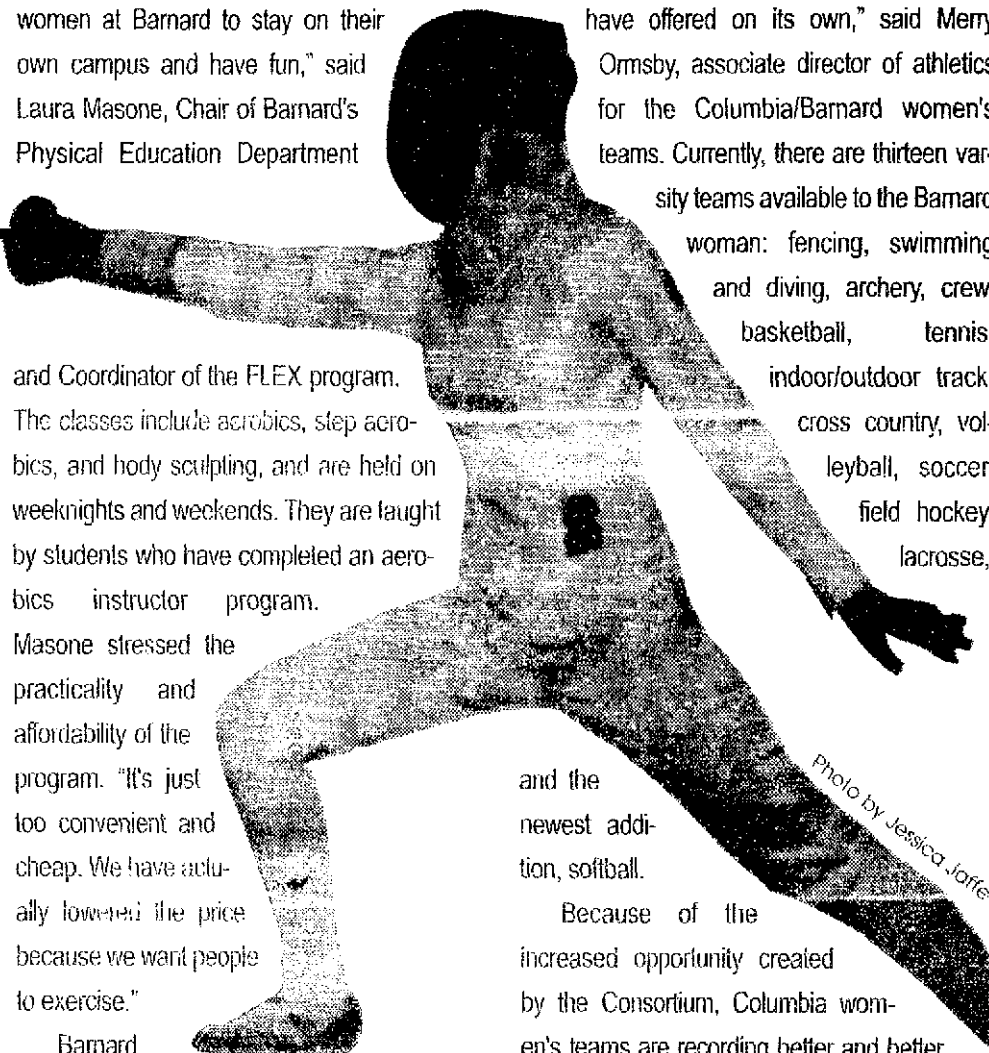 women at Barnard to stay on their
own campus and have fun,” said
Laura Masone, Chair of Barnard's
Physical Education Department
and Coordinator of the FLEX program.
The classes include aerobics, step aero-
bics, and body sculpting, and are held on
weeknights and weekends. They are taught
by students who have completed an aero-
bics instructor program.
Masone stressed the
practicality and
affordability of the
program. “It's just
too convenient and
cheap. We have actu-
ally lowered the price
because we want people
to exercise.”
Barnard
have offered on its own,” said Merry
Ormsby, associate director of athletics
for the Columbia/Barnard women's
teams. Currently, there are thirteen var-
sity teams available to the Barnard
woman: fencing, swimming
and diving, archery, crew
basketball, tennis
indoor/outdoor track
cross country, vol-
leyball, soccer
field hockey
lacrosse,
and the
newest addi-
tion, softball.
Because of the
increased opportunity created
by the Consortium, Columbia wom-
en's teams are recording better and better
Photo by Jessica Jaffe